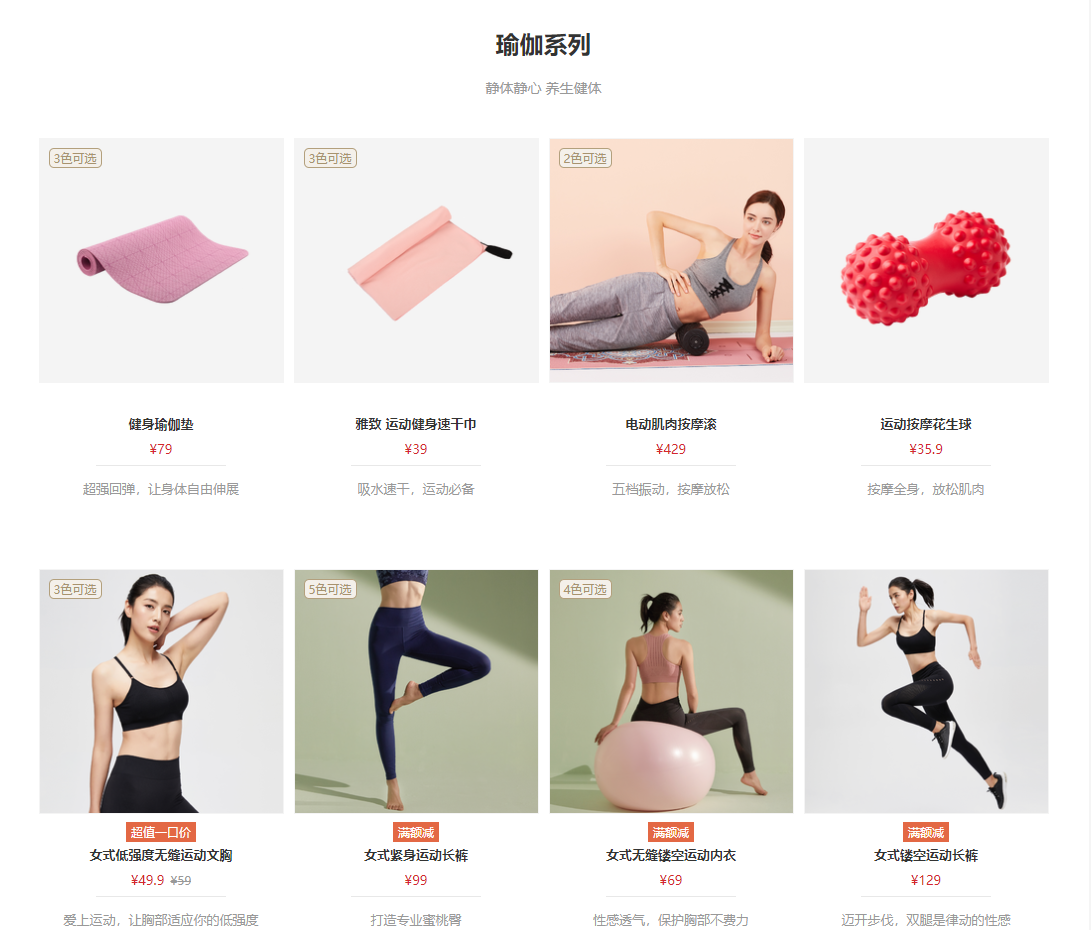 瑜伽系列
静体静心 养生健体
3色可选
3色可选
2色可选
健身瑜伽垫
¥79
超强回弹，让身体自由伸展
雅致 运动健身速干巾
¥39
吸水速干，运动必备
电动肌肉按摩滚
¥429
五档振动，按摩放松
运动按摩花生球
¥35.9
按摩全身，放松肌肉
3色可选
5色可选
4色可选
超值一口价
女式低强度无缝运动文胸
¥49.9 ¥59
爱上运动，让胸部适应你的低强度
满额减
女式紧身运动长裤
¥99
打造专业蜜桃臀
满额减
女式无缝镂空运动内衣
¥69
性感透气，保护胸部不费力
满额减
女式镂空运动长裤
¥129
迈开步伐，双腿是律动的性感